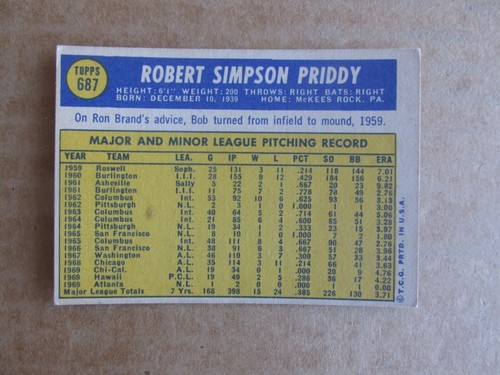 TOPPS
687
ROBERT SIMPSON PRIDDY
HEIGHT: 6'1" WEIGHT: 200 THROWS: RIGHT BATS: RIGHT
BORN: DECEMBER 10, 1939 HOME: McKEES ROCK, PA.
On Ron Brand's advice, Bob turned from infield to mound, 1959.
MAJOR AND MINOR LEAGUE PITCHING RECORD
YEAR TEAM LEA. G IP W L PCT SO BB ERA
1959 Roswell Soph. 25 131 3 11 .214 118 144 7.01
1960 Burlington I.I.I. 28 155 9 12 .429 184 156 6.21
1961 Asheville Sally 5 22 2 1 .667 20 23 9.82
1961 Burlington I.I.I. 11 75 7 2 .778 78 49 2.76
1962 Columbus Int. 53 92 10 6 .625 93 56 3.13
1962 Pittsburgh N.L. 2 3 1 0 1.000 1 3.00
1963 Columbus Int. 40 64 5 2 .714 61 44 5.06
1964 Columbus Int. 21 85 6 4 .600 54 28 1.91
1964 Pittsburgh N.L. 19 34 1 2 .333 23 15 3.97
1965 San Francisco N.L. 8 10 1 0 1.000 7 2 1.80
1965 Columbus Int. 48 111 8 4 .667 90 47 2.76
1966 San Francisco N.L. 38 91 6 3 .667 51 28 3.96
1967 Washington A.L. 46 110 3 7 .300 57 33 3.44
1968 Chicago A.L. 35 114 3 11 .214 66 41 3.63
1969 Chi-Cal. A.L. 19 34 0 1 .000 20 9 4.76
1969 Hawaii P.C.L. 19 49 2 5 .286 36 17 4.22
1969 Atlanta N.L. 1 2 0 0 .000 1 0.00
Major League Totals 7 Yrs. 168 398 15 24 .385 226 130 3.71
© T.C.G. PRTD. IN U.S.A.